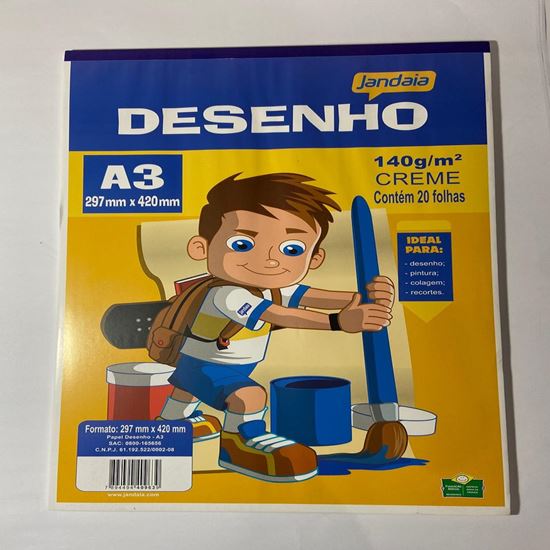 Jandaia
DESENHO
A3
297mm x 420mm
140g/m²
CREME
Contém 20 folhas
IDEAL
PARA:
- desenho;
- pintura;
- colagem;
- recortes.
Formato: 297 mm x 420 mm
Papel Desenho - A3
SAC: 0800-165656
C.N.P.J. 61.192.522/0002-08
www.jandaia.com